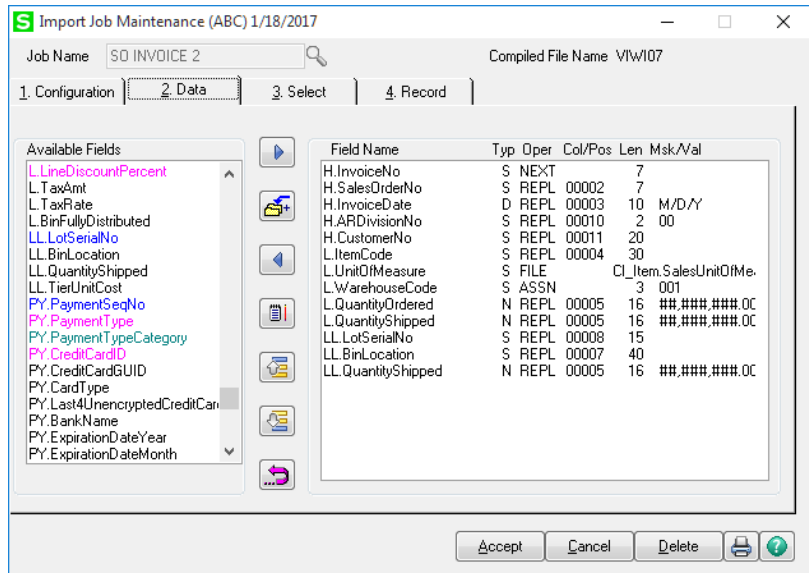 S Import Job Maintenance (ABC) 1/18/2017
Job Name SO INVOICE 2 Compiled File Name VIWI07
1. Configuration 2. Data 3. Select 4. Record
Available Fields
L.LineDiscountPercent
L.TaxAmt
L.TaxRate
L.BinFullyDistributed
LL.LotSerialNo
LL.BinLocation
LL.QuantityShipped
LL.TierUnitCost
PY.PaymentSeqNo
PY.PaymentType
PY.PaymentTypeCategory
PY.CreditCardID
PY.CreditCardGUID
PY.CardType
PY.Last4UnencryptedCreditCar
PY.BankName
PY.ExpirationDateYear
PY.ExpirationDateMonth
Field Name Typ Oper Col/Pos Len Msk/Val
H.InvoiceNo S NEXT 7
H.SalesOrderNo S REPL 00002 7
H.InvoiceDate D REPL 00003 10 M/D/Y
H.ARDivisionNo S REPL 00010 2 00
H.CustomerNo S REPL 00011 20
L.ItemCode S REPL 00004 30
L.UnitOfMeasure S FILE CI_Item.SalesUnitOfMe
L.WarehouseCode S ASSN 3 001
L.QuantityOrdered N REPL 00005 16 ##,###,###.00
L.QuantityShipped N REPL 00005 16 ##,###,###.00
LL.LotSerialNo S REPL 00008 15
LL.BinLocation S REPL 00007 40
LL.QuantityShipped N REPL 00005 16 ##,###,###.00
Accept Cancel Delete